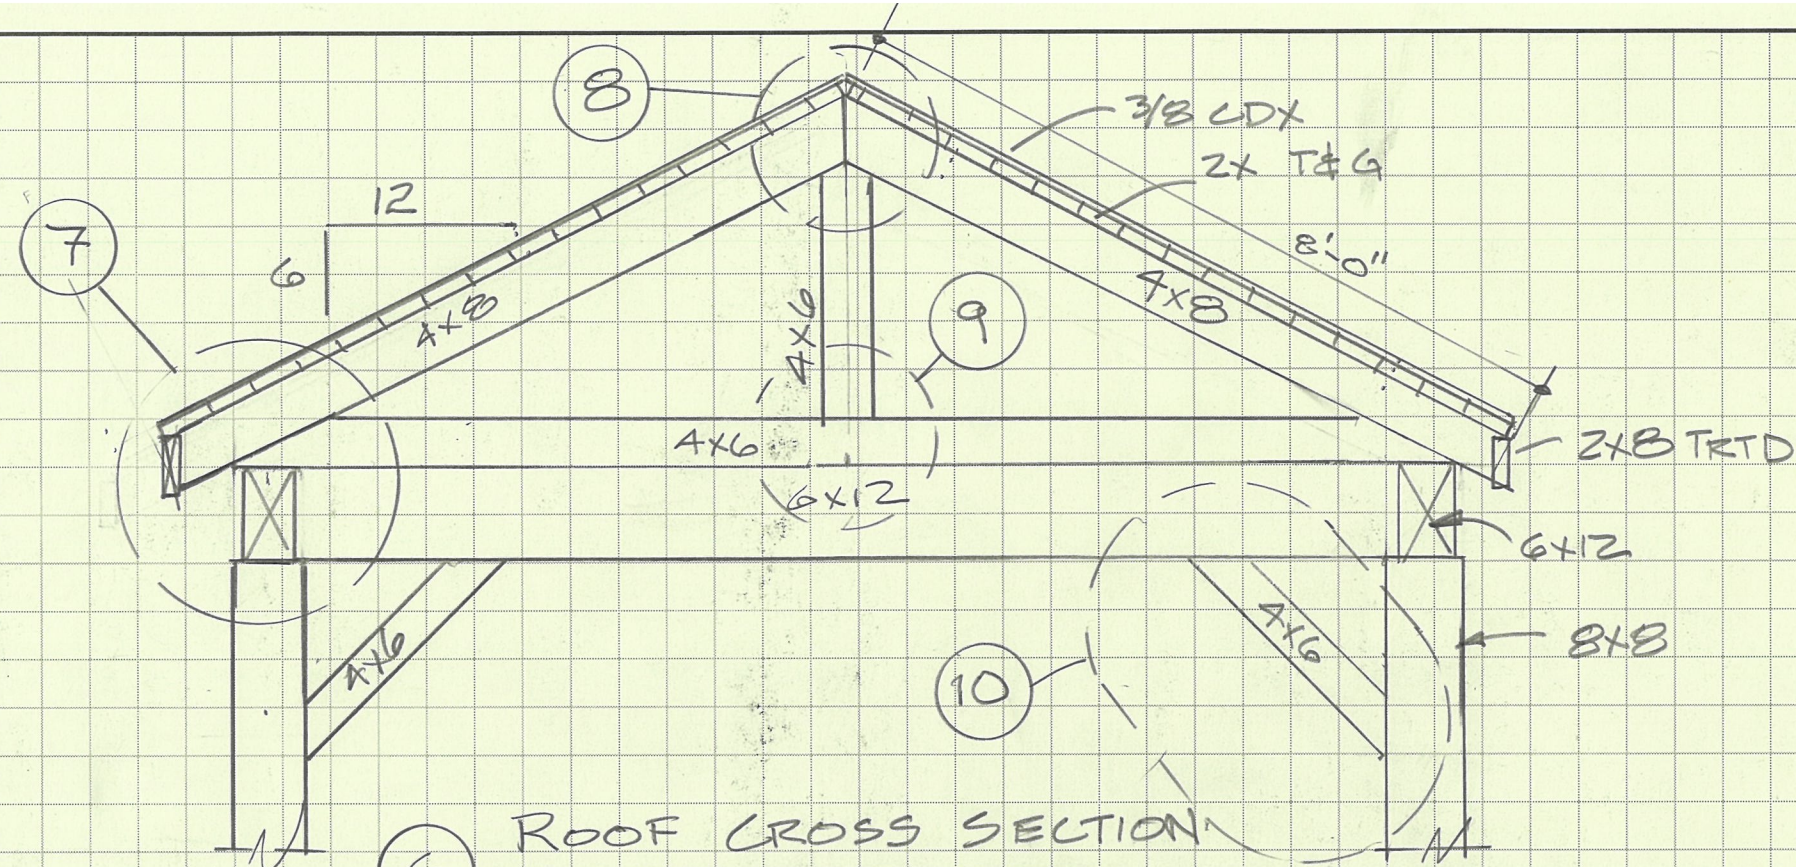 8
3/8 CDX
2X T&G
12
7
6
8'-0"
4X8
4X8
4X6
9
4X6
2X8 TRTD
6X12
6X12
4X6
4X6
8X8
10
ROOF CROSS SECTION